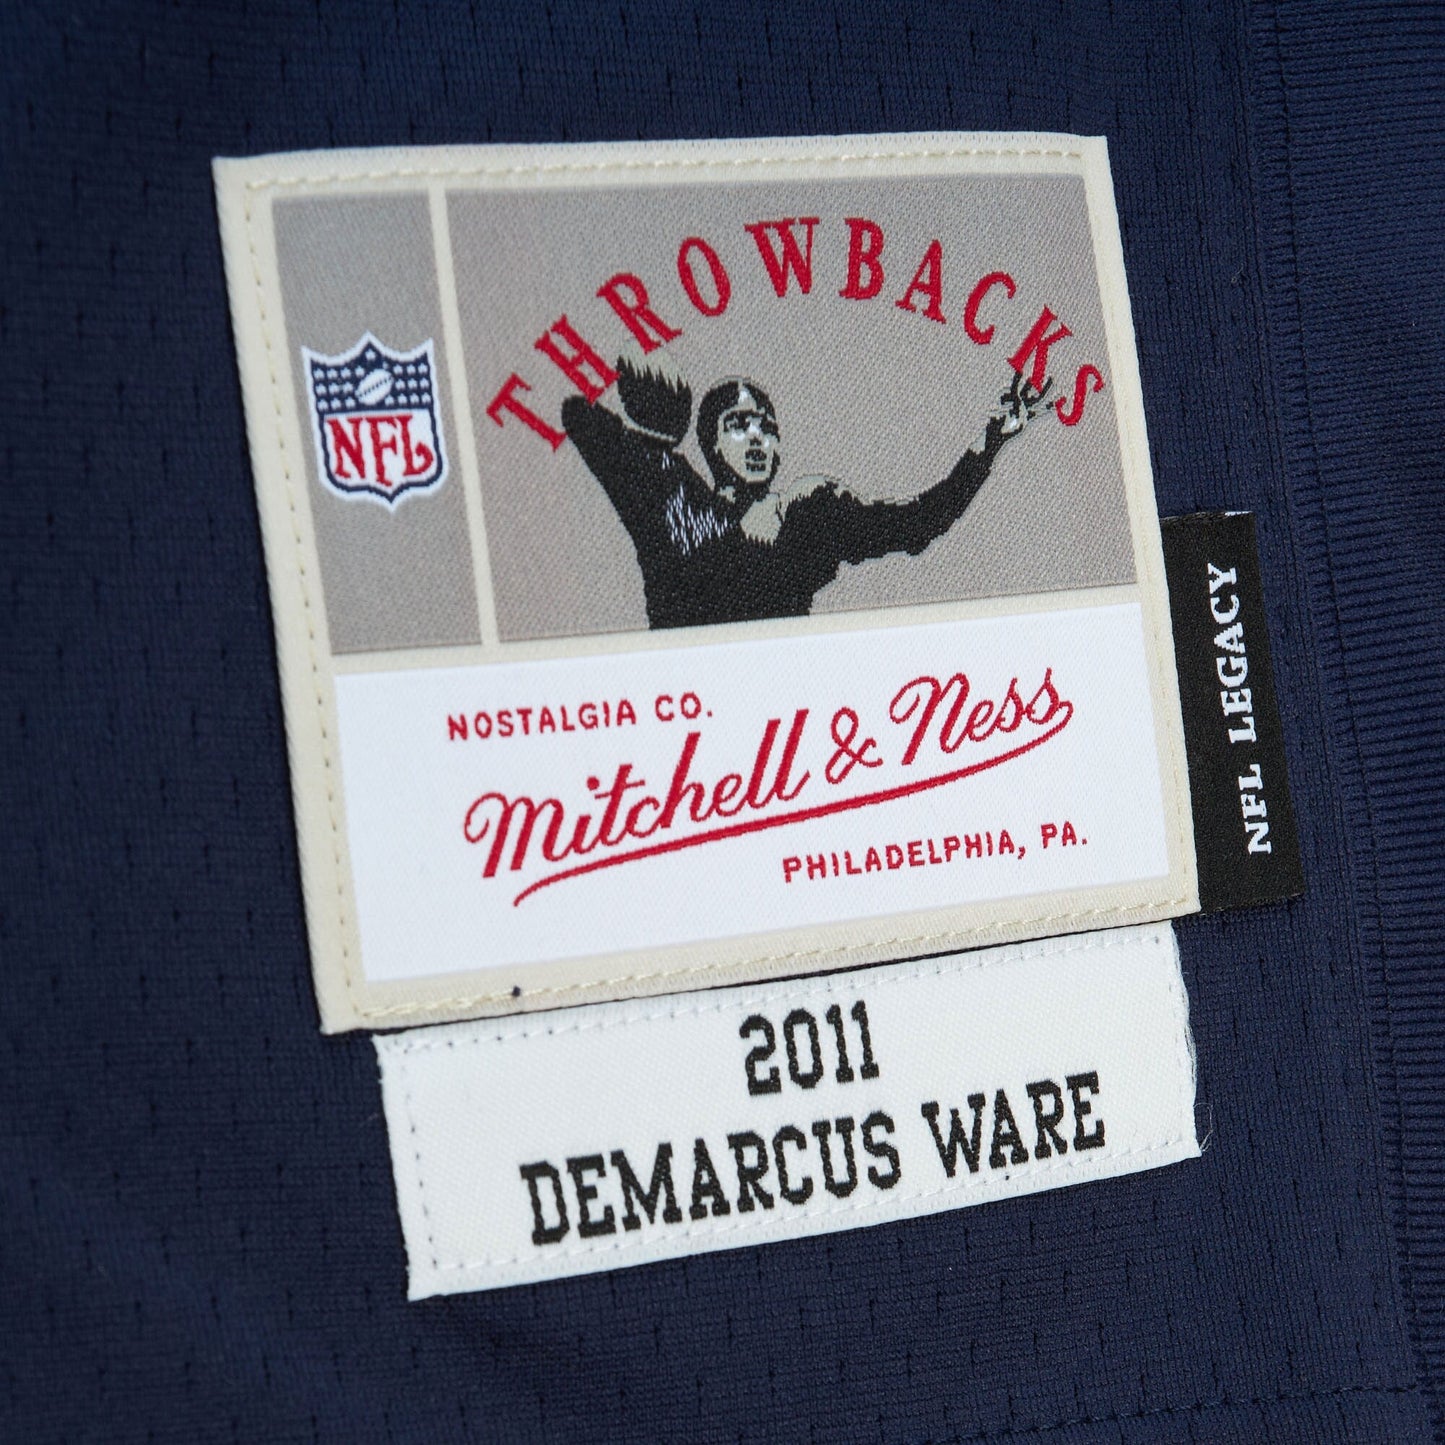 THROWBACKS
NFL
NOSTALGIA CO.
Mitchell & Ness
PHILADELPHIA, PA.
NFL LEGACY
2011
DEMARCUS WARE